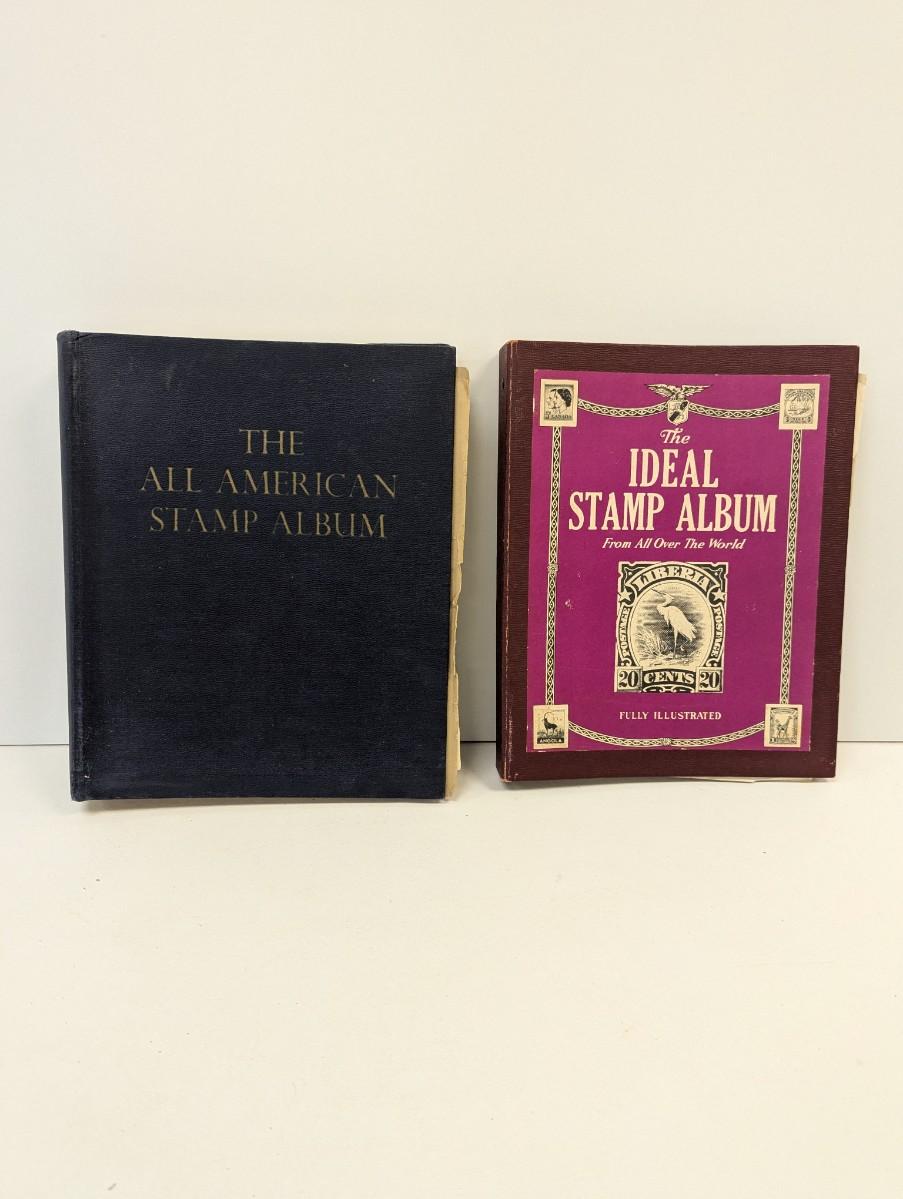 THE
ALL AMERICAN
STAMP ALBUM
The
IDEAL
STAMP ALBUM
From All Over The World
LIBERIA
POSTAGE
POSTAGE
20 CENTS 20
FULLY ILLUSTRATED
CANADA
ANGOLA